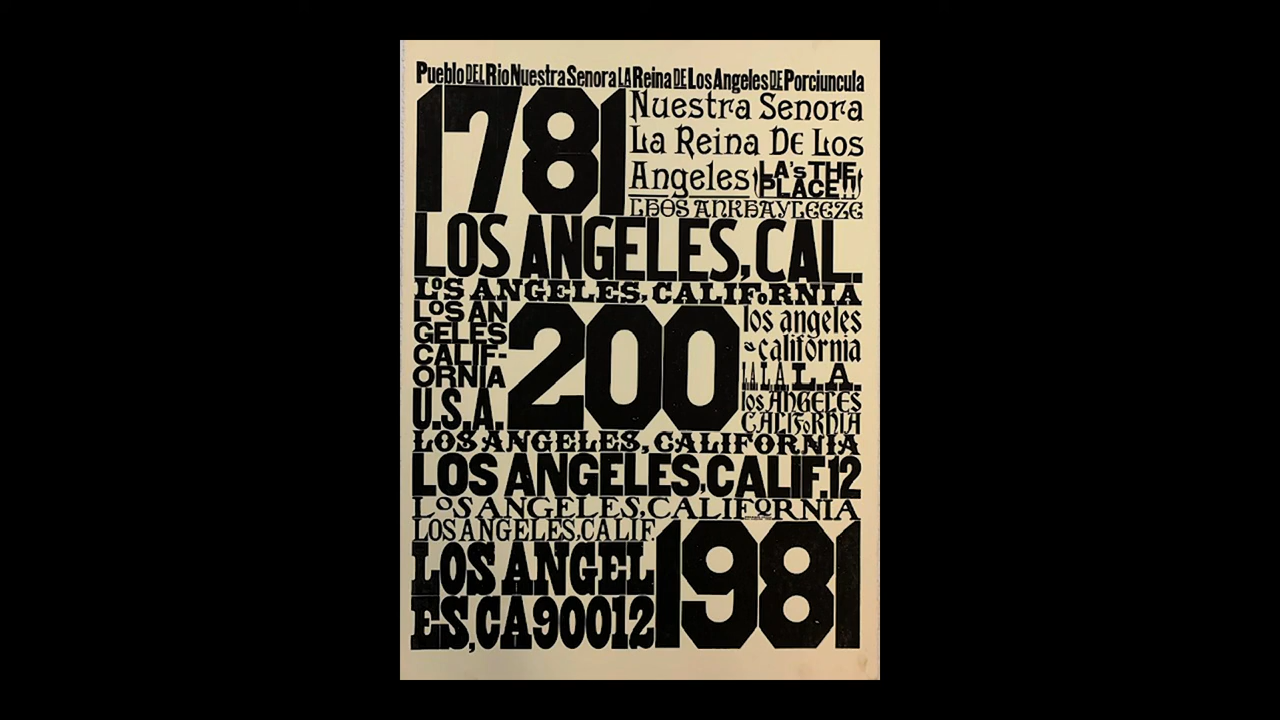 Pueblo DEL Rio Nuestra Senora LA Reina DE Los Angeles DE Porciuncula
1781
Nuestra Senora
La Reina De Los
Angeles
LA's THE
PLACE!!
LHOS ANKHAYLEEZE
LOS ANGELES, CAL.
LOS ANGELES, CALIFORNIA
LOS AN
GELES
CALIF-
ORNIA
U.S.A.
200
los angeles
california
L.A. L.A. L.A.
los ANGELES
CALIFORNIA
LOS ANGELES, CALIFORNIA
LOS ANGELES, CALIF. 12
LOS ANGELES, CALIFORNIA
LOS ANGELES, CALIF.
LOS ANGEL
ES, CA 90012
1981